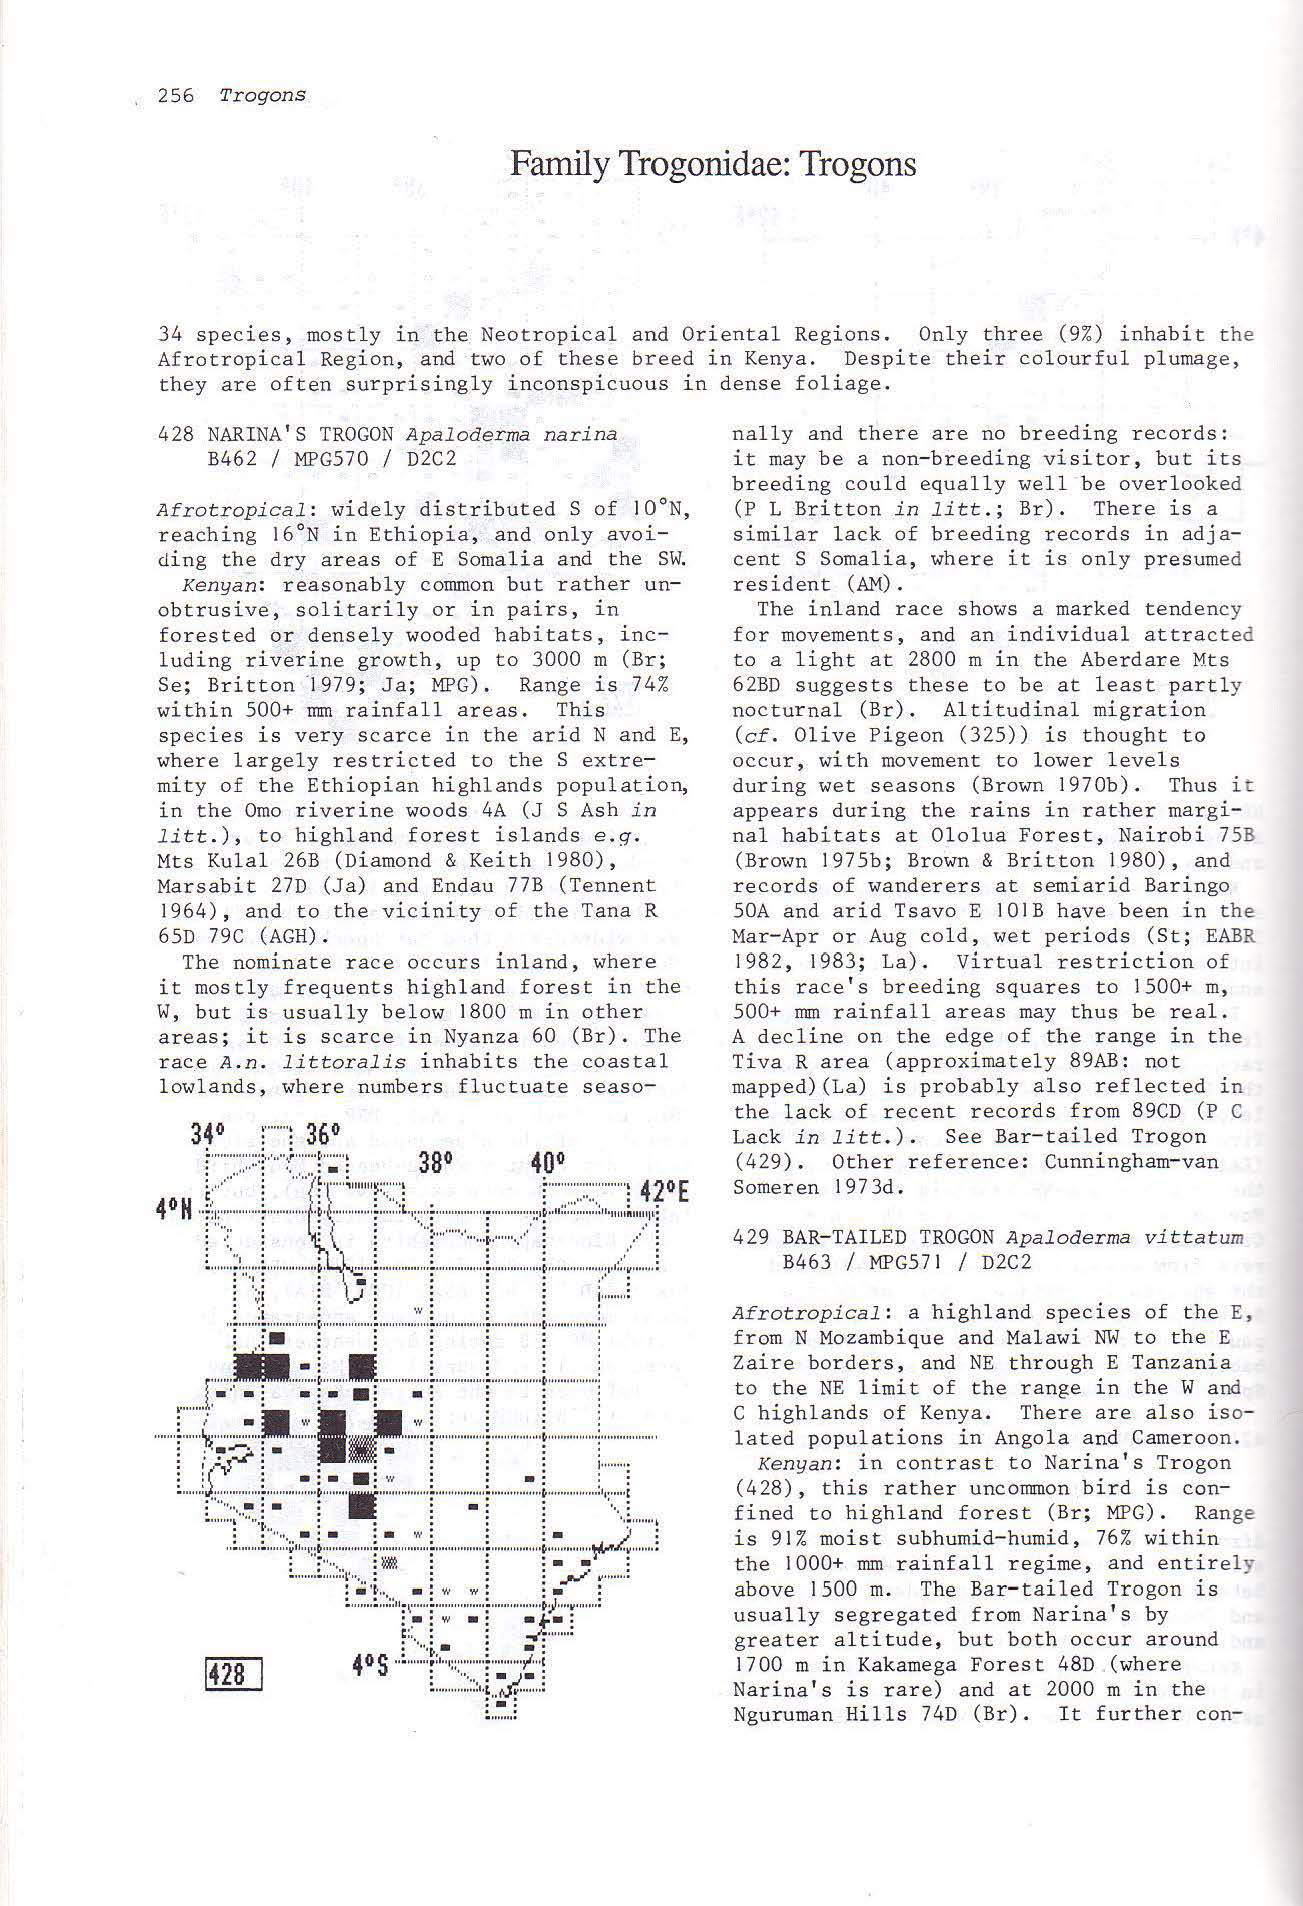 256 Trogons
Family Trogonidae: Trogons
34 species, mostly in the Neotropical and Oriental Regions. Only three (9%) inhabit the
Afrotropical Region, and two of these breed in Kenya. Despite their colourful plumage,
they are often surprisingly inconspicuous in dense foliage.
428 NARINA'S TROGON Apaloderma narina
B462 / MPG570 / D2C2
Afrotropical: widely distributed S of 10°N,
reaching 16°N in Ethiopia, and only avoi-
ding the dry areas of E Somalia and the SW.
Kenyan: reasonably common but rather un-
obtrusive, solitarily or in pairs, in
forested or densely wooded habitats, inc-
luding riverine growth, up to 3000 m (Br;
Se; Britton 1979; Ja; MPG). Range is 74%
within 500+ mm rainfall areas. This
species is very scarce in the arid N and E,
where largely restricted to the S extre-
mity of the Ethiopian highlands population,
in the Omo riverine woods 4A (J S Ash in
litt.), to highland forest islands e.g.
Mts Kulal 26B (Diamond & Keith 1980),
Marsabit 27D (Ja) and Endau 77B (Tennent
1964), and to the vicinity of the Tana R
65D 79C (AGH).
The nominate race occurs inland, where
it mostly frequents highland forest in the
W, but is usually below 1800 m in other
areas; it is scarce in Nyanza 60 (Br). The
race A.n. littoralis inhabits the coastal
lowlands, where numbers fluctuate seaso-
34° 36°
38° 40°
42°E
4°N
4°S
428
nally and there are no breeding records:
it may be a non-breeding visitor, but its
breeding could equally well be overlooked
(P L Britton in litt.; Br). There is a
similar lack of breeding records in adja-
cent S Somalia, where it is only presumed
resident (AM).
The inland race shows a marked tendency
for movements, and an individual attracted
to a light at 2800 m in the Aberdare Mts
62BD suggests these to be at least partly
nocturnal (Br). Altitudinal migration
(cf. Olive Pigeon (325)) is thought to
occur, with movement to lower levels
during wet seasons (Brown 1970b). Thus it
appears during the rains in rather margi-
nal habitats at Ololua Forest, Nairobi 75B
(Brown 1975b; Brown & Britton 1980), and
records of wanderers at semiarid Baringo
50A and arid Tsavo E 101B have been in the
Mar-Apr or Aug cold, wet periods (St; EABR
1982, 1983; La). Virtual restriction of
this race's breeding squares to 1500+ m,
500+ mm rainfall areas may thus be real.
A decline on the edge of the range in the
Tiva R area (approximately 89AB: not
mapped)(La) is probably also reflected in
the lack of recent records from 89CD (P C
Lack in litt.). See Bar-tailed Trogon
(429). Other reference: Cunningham-van
Someren 1973d.
429 BAR-TAILED TROGON Apaloderma vittatum
B463 / MPG571 / D2C2
Afrotropical: a highland species of the E,
from N Mozambique and Malawi NW to the E
Zaire borders, and NE through E Tanzania
to the NE limit of the range in the W and
C highlands of Kenya. There are also iso-
lated populations in Angola and Cameroon.
Kenyan: in contrast to Narina's Trogon
(428), this rather uncommon bird is con-
fined to highland forest (Br; MPG). Range
is 91% moist subhumid-humid, 76% within
the 1000+ mm rainfall regime, and entirely
above 1500 m. The Bar-tailed Trogon is
usually segregated from Narina's by
greater altitude, but both occur around
1700 m in Kakamega Forest 48D (where
Narina's is rare) and at 2000 m in the
Nguruman Hills 74D (Br). It further con-